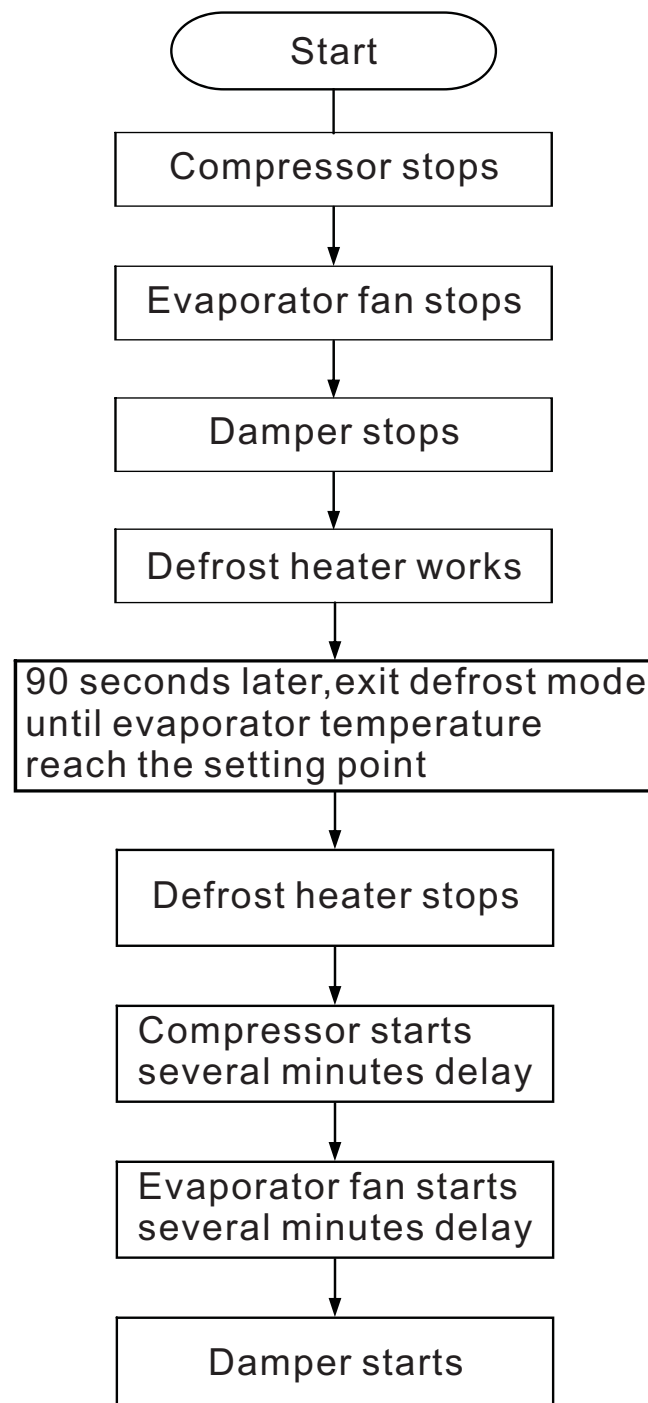 Start
Compressor stops
Evaporator fan stops
Damper stops
Defrost heater works
90 seconds later,exit defrost mode
until evaporator temperature
reach the setting point
Defrost heater stops
Compressor starts
several minutes delay
Evaporator fan starts
several minutes delay
Damper starts